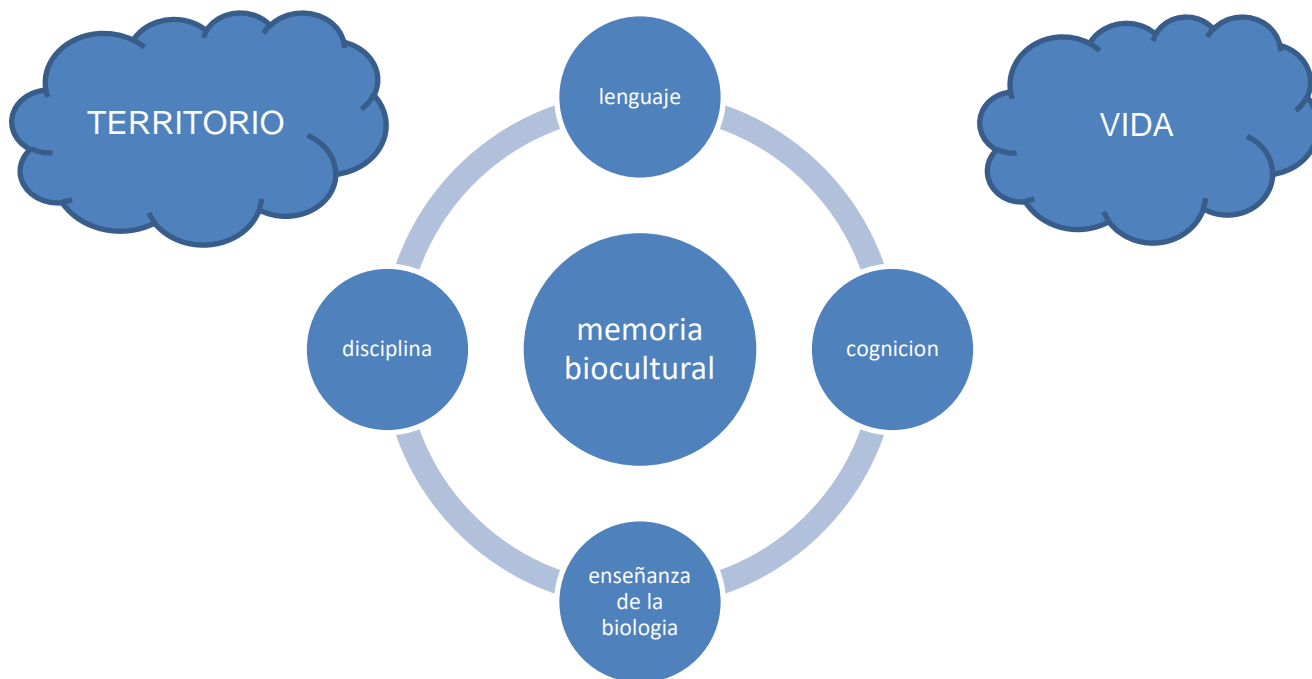 TERRITORIO
lenguaje
VIDA
disciplina
memoria
biocultural
cognicion
enseñanza
de la
biologia